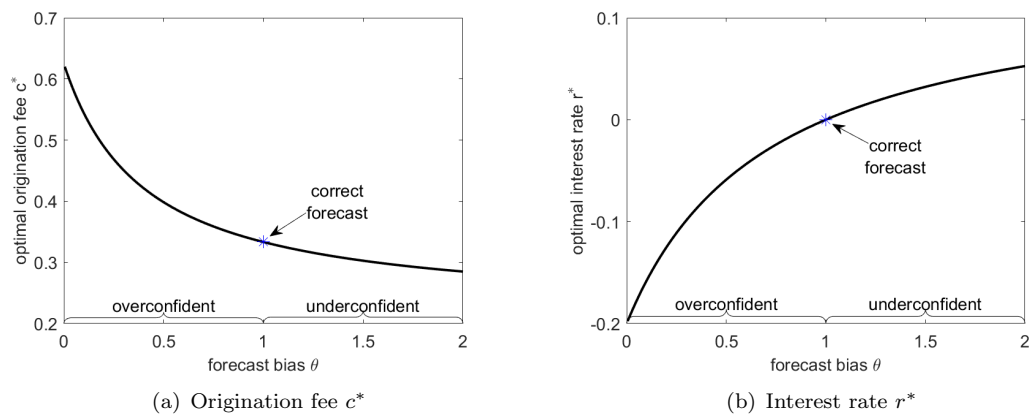 0.7
0.6
0.5
0.4
0.3
0.2
optimal origination fee c*
correct
forecast
overconfident
underconfident
0
0.5
1
1.5
2
forecast bias θ
(a) Origination fee c*
0.1
0
-0.1
-0.2
optimal interest rate r*
correct
forecast
overconfident
underconfident
0
0.5
1
1.5
2
forecast bias θ
(b) Interest rate r*